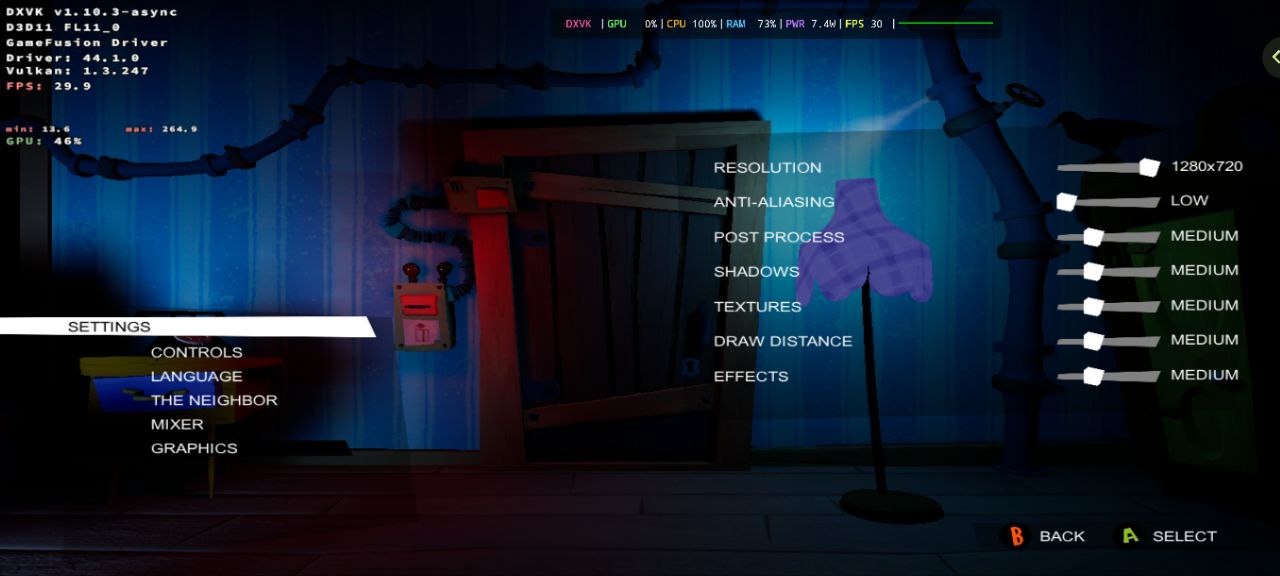 DXVK v1.10.3-async
D3D11 FL11_0
GameFusion Driver
Driver: 44.1.0
Vulkan: 1.3.247
FPS: 29.9
min: 13.6 max: 264.9
GPU: 46%
DXVK | GPU 0% | CPU 100% | RAM 73% | PWR 7.4W | FPS 30 |
RESOLUTION 1280x720
ANTI-ALIASING LOW
POST PROCESS MEDIUM
SHADOWS MEDIUM
TEXTURES MEDIUM
DRAW DISTANCE MEDIUM
EFFECTS MEDIUM
SETTINGS
CONTROLS
LANGUAGE
THE NEIGHBOR
MIXER
GRAPHICS
B BACK A SELECT